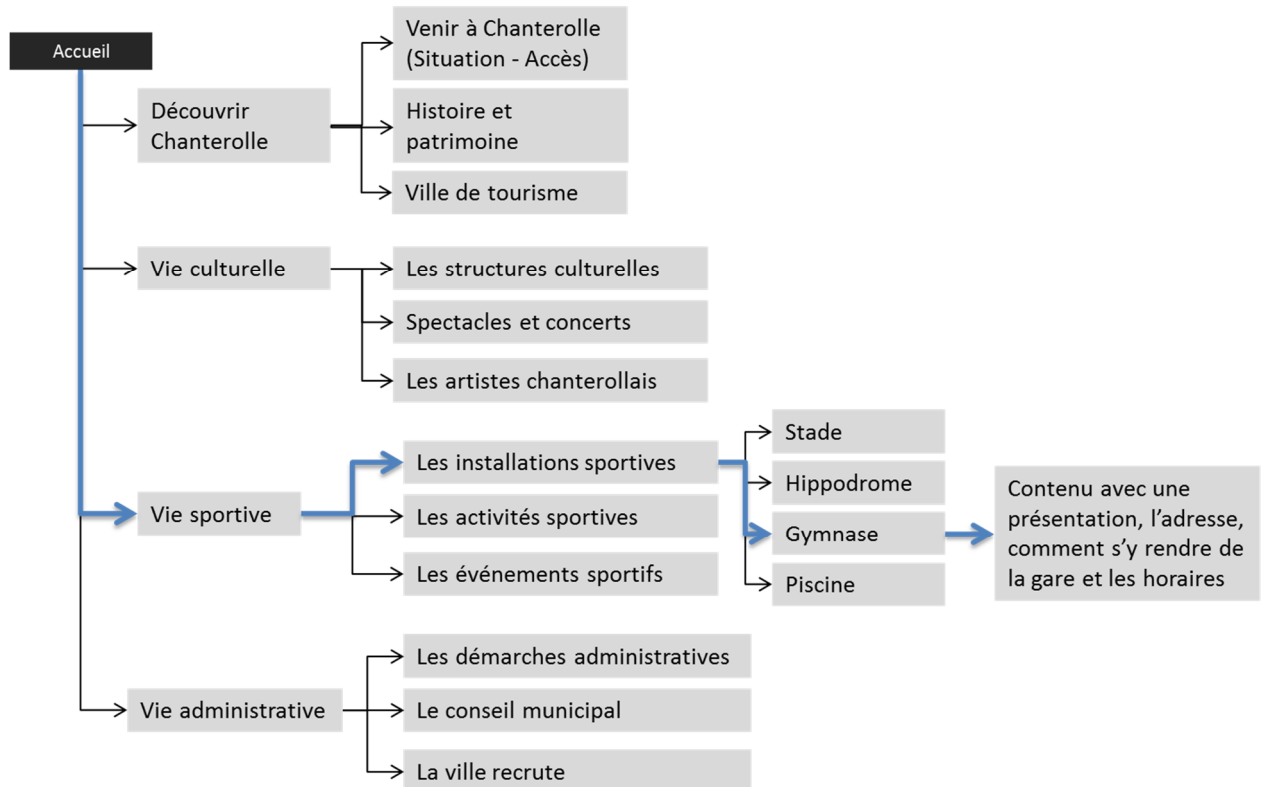 Accueil
Découvrir
Chanterolle
Venir à Chanterolle
(Situation - Accès)
Histoire et
patrimoine
Ville de tourisme
Vie culturelle
Les structures culturelles
Spectacles et concerts
Les artistes chanterollais
Vie sportive
Les installations sportives
Les activités sportives
Les événements sportifs
Stade
Hippodrome
Gymnase
Piscine
Contenu avec une
présentation, l’adresse,
comment s’y rendre de
la gare et les horaires
Vie administrative
Les démarches administratives
Le conseil municipal
La ville recrute